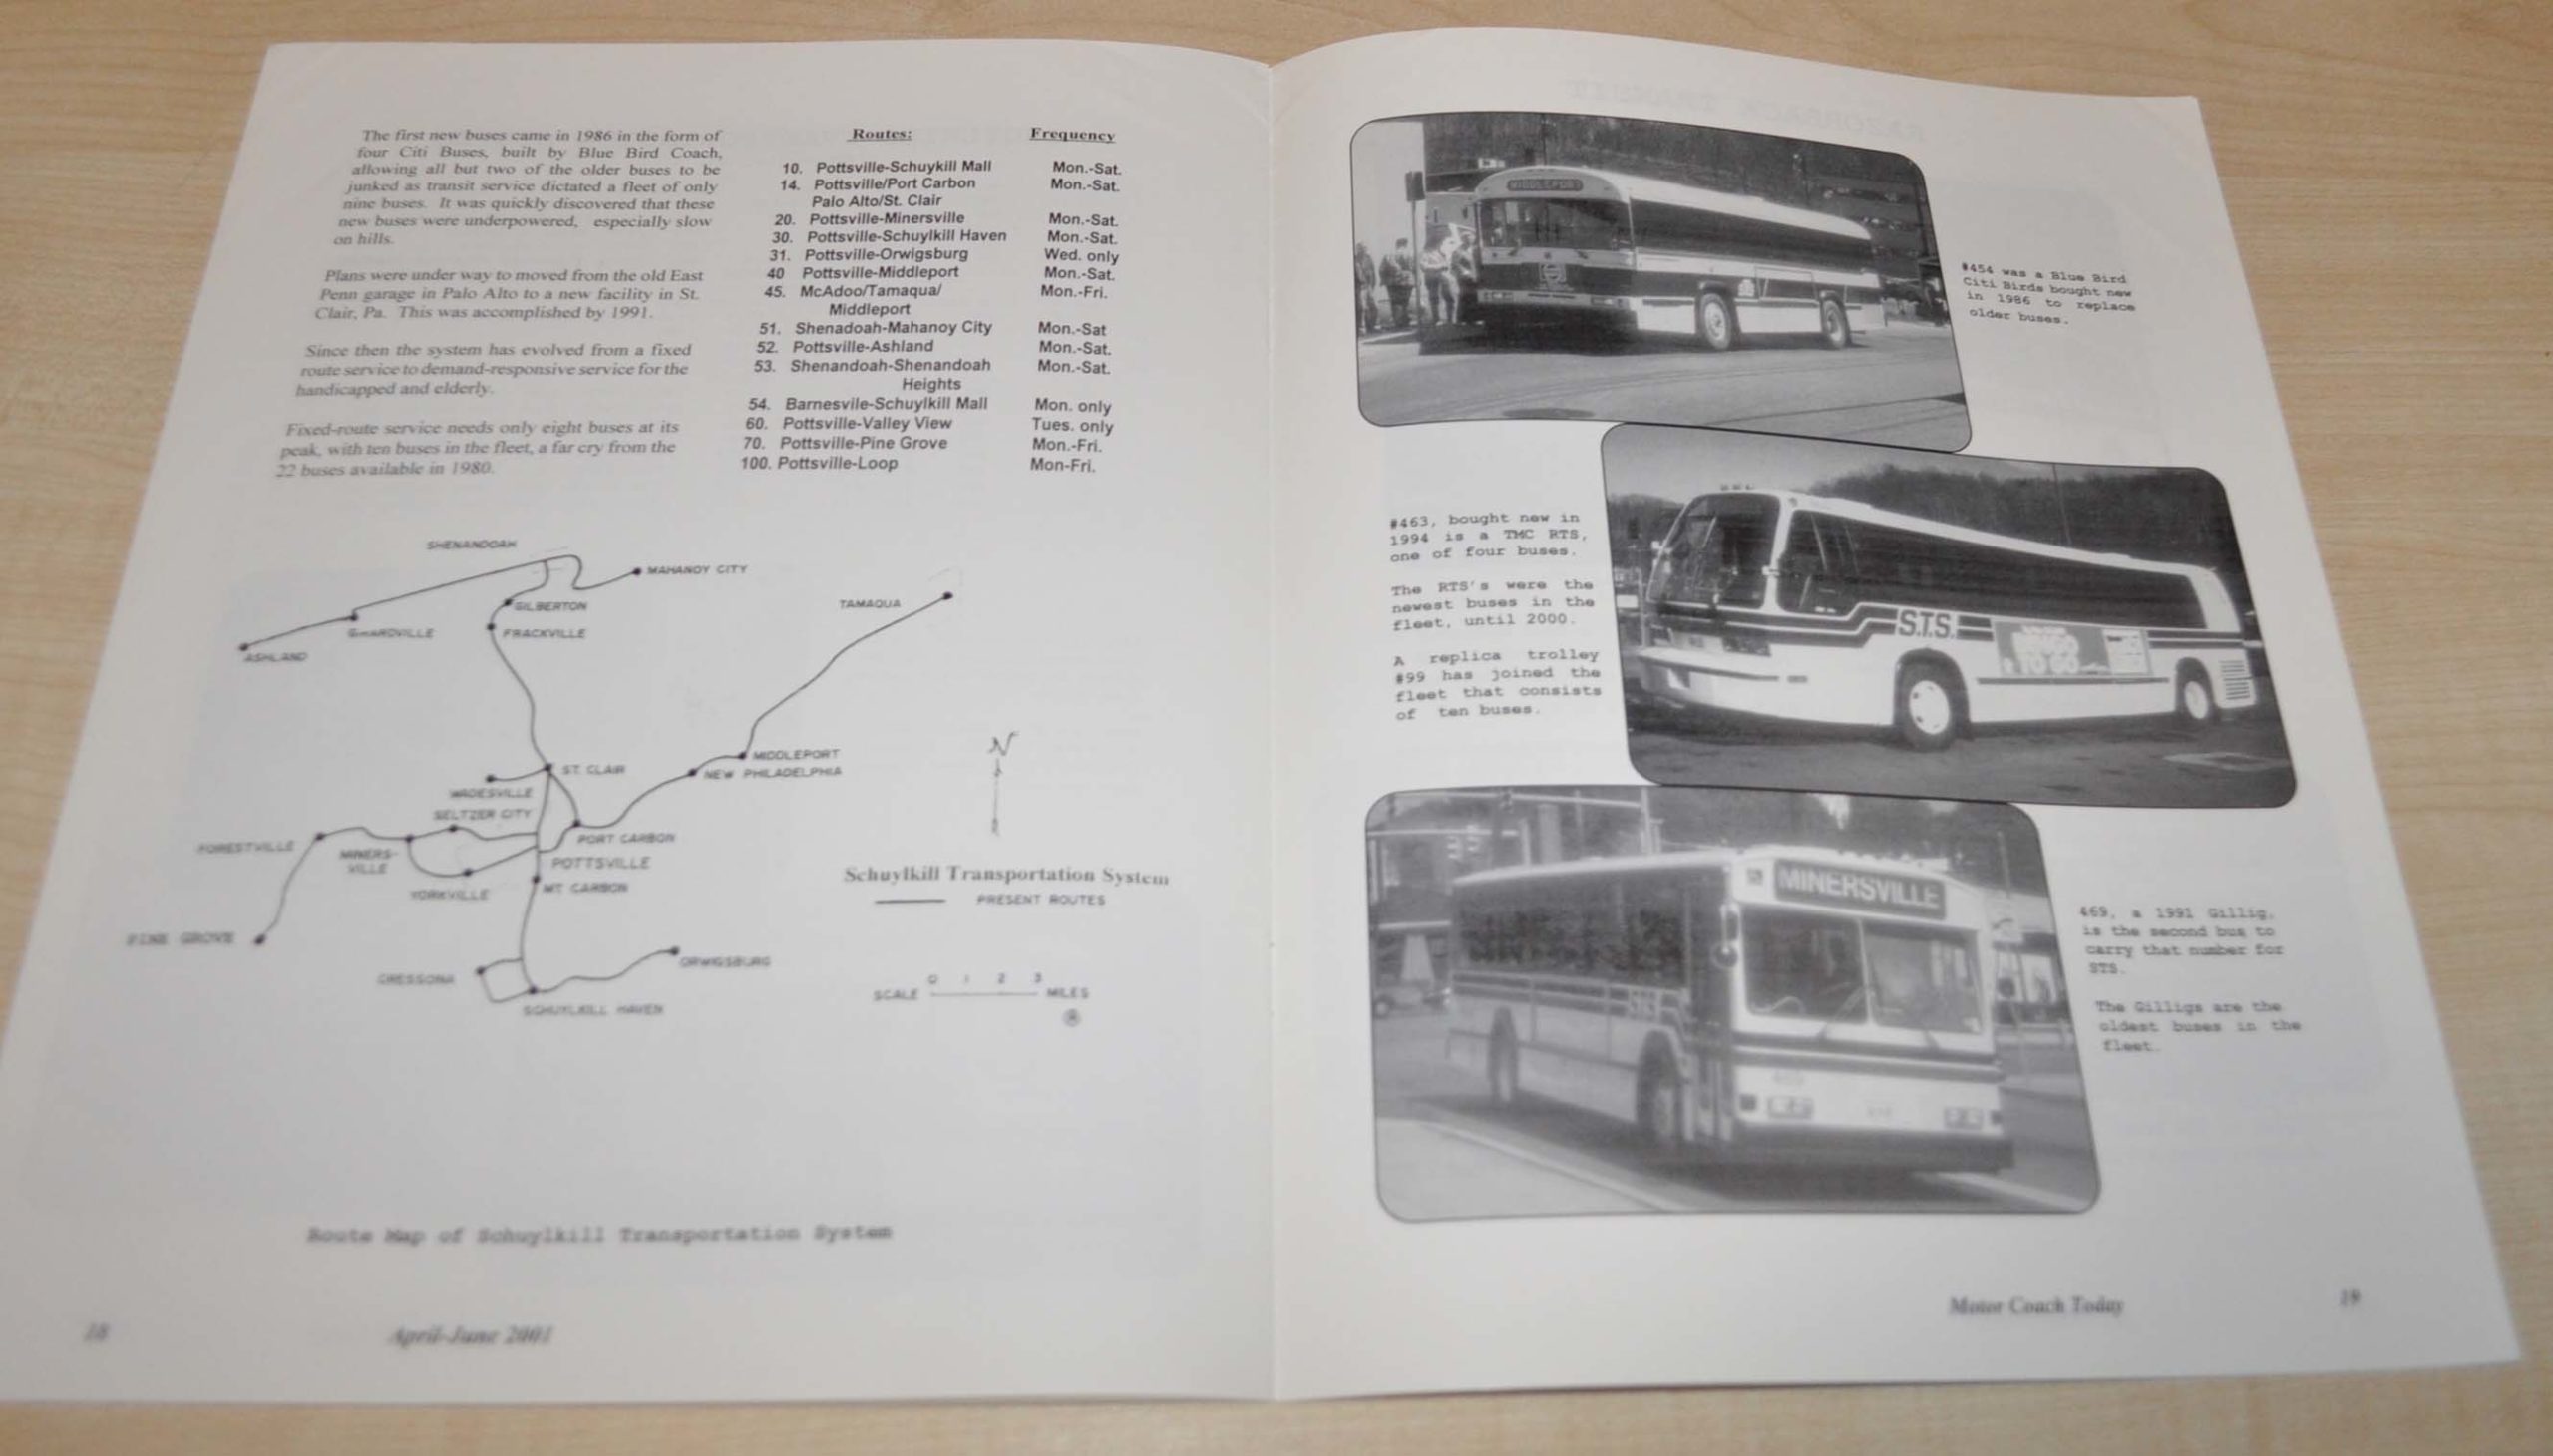 The first new buses came in 1986 in the form of
four Citi Buses, built by Blue Bird Coach,
allowing all but two of the older buses to be
junked as transit service dictated a fleet of only
nine buses. It was quickly discovered that these
new buses were underpowered, especially slow
on hills.
Plans were under way to moved from the old East
Penn garage in Palo Alto to a new facility in St.
Clair, Pa. This was accomplished by 1991.
Since then the system has evolved from a fixed
route service to demand-responsive service for the
handicapped and elderly.
Fixed-route service needs only eight buses at its
peak, with ten buses in the fleet, a far cry from the
22 buses available in 1980.
Routes: Frequency
10. Pottsville-Schuykill Mall Mon.-Sat.
14. Pottsville/Port Carbon Mon.-Sat.
Palo Alto/St. Clair
20. Pottsville-Minersville Mon.-Sat.
30. Pottsville-Schuylkill Haven Mon.-Sat.
31. Pottsville-Orwigsburg Wed. only
40 Pottsville-Middleport Mon.-Sat.
45. McAdoo/Tamaqua/ Mon.-Fri.
Middleport
51. Shenadoah-Mahanoy City Mon.-Sat
52. Pottsville-Ashland Mon.-Sat.
53. Shenandoah-Shenandoah Mon.-Sat.
Heights
54. Barnesvile-Schuylkill Mall Mon. only
60. Pottsville-Valley View Tues. only
70. Pottsville-Pine Grove Mon.-Fri.
100. Pottsville-Loop Mon-Fri.
SHENANDOAH
MAHANOY CITY
GILBERTON
TAMAQUA
GIRARDVILLE
FRACKVILLE
ASHLAND
MIDDLEPORT
ST. CLAIR
NEW PHILADELPHIA
WADESVILLE
SELTZER CITY
PORT CARBON
FORESTVILLE
MINERS-
VILLE
POTTSVILLE
YORKVILLE
MT. CARBON
PINE GROVE
ORWIGSBURG
CRESSONA
SCHUYLKILL HAVEN
N
Schuylkill Transportation System
PRESENT ROUTES
0 1 2 3
SCALE MILES
Route Map of Schuylkill Transportation System
18
April-June 2001
MIDDLEPORT
#454 was a Blue Bird
Citi Birds bought new
in 1986 to replace
older buses.
#463, bought new in
1994 is a TMC RTS,
one of four buses.
The RTS's were the
newest buses in the
fleet, until 2000.
A replica trolley
#99 has joined the
fleet that consists
of ten buses.
S.T.S.
TO GO
MINERSVILLE
STS
469
469, a 1991 Gillig,
is the second bus to
carry that number for
STS.
The Gilligs are the
oldest buses in the
fleet.
Motor Coach Today
19